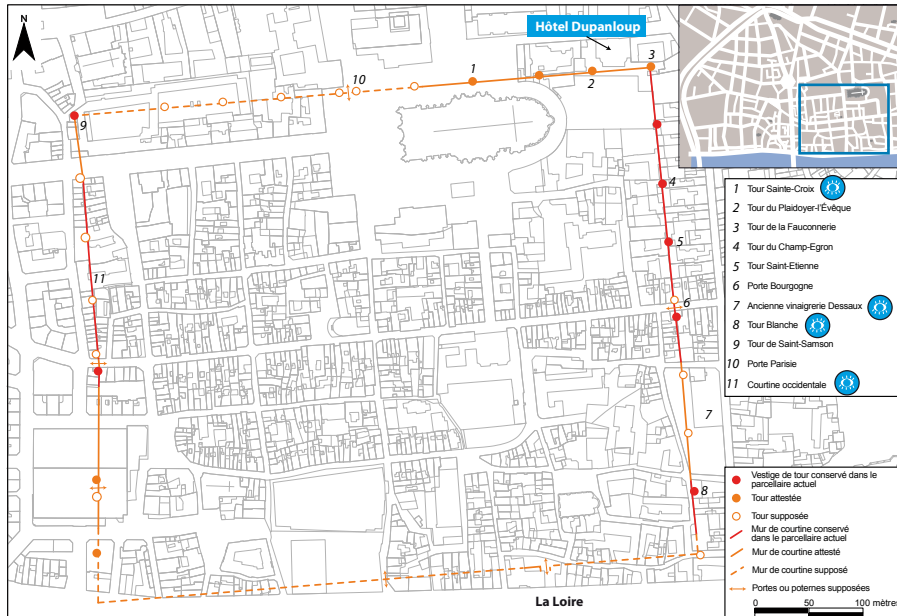 N
Hôtel Dupanloup
1
2
3
10
9
4
5
11
6
7
8
La Loire
1 Tour Sainte-Croix
2 Tour du Plaidoyer-l'Évêque
3 Tour de la Fauconnerie
4 Tour du Champ-Egron
5 Tour Saint-Etienne
6 Porte Bourgogne
7 Ancienne vinaigrerie Dessaux
8 Tour Blanche
9 Tour de Saint-Samson
10 Porte Parisie
11 Courtine occidentale
Vestige de tour conservé dans le
parcellaire actuel
Tour attestée
Tour supposée
Mur de courtine conservé
dans le parcellaire actuel
Mur de courtine attesté
Mur de courtine supposé
Portes ou poternes supposées
0 50 100 mètres